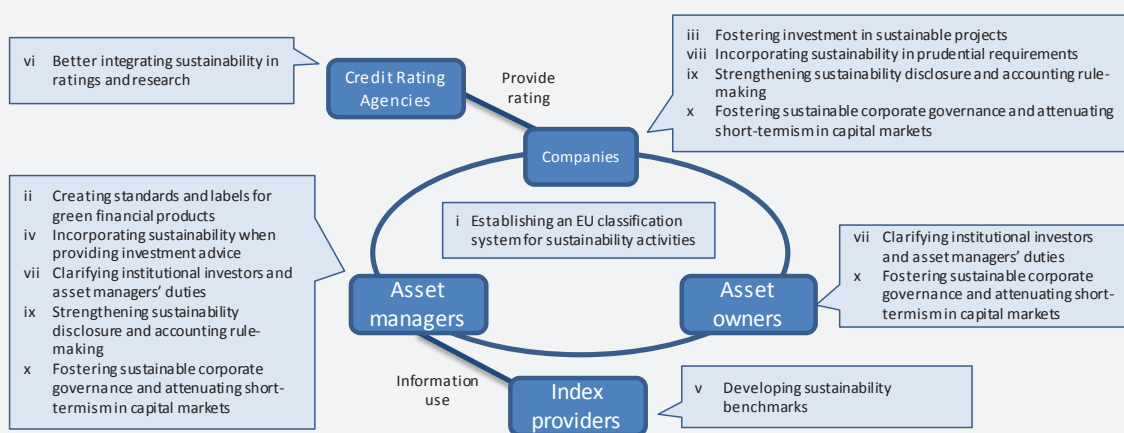 vi Better integrating sustainability in
ratings and research
Credit Rating
Agencies
Provide
rating
iii Fostering investment in sustainable projects
viii Incorporating sustainability in prudential requirements
ix Strengthening sustainability disclosure and accounting rule-
making
x Fostering sustainable corporate governance and attenuating
short-termism in capital markets
Companies
ii Creating standards and labels for
green financial products
iv Incorporating sustainability when
providing investment advice
vii Clarifying institutional investors and
asset managers’ duties
ix Strengthening sustainability
disclosure and accounting rule-
making
x Fostering sustainable corporate
governance and attenuating short-
termism in capital markets
i Establishing an EU classification
system for sustainability activities
vii Clarifying institutional investors
and asset managers’ duties
x Fostering sustainable corporate
governance and attenuating short-
termism in capital markets
Asset
managers
Asset
owners
Information
use
Index
providers
v Developing sustainability
benchmarks